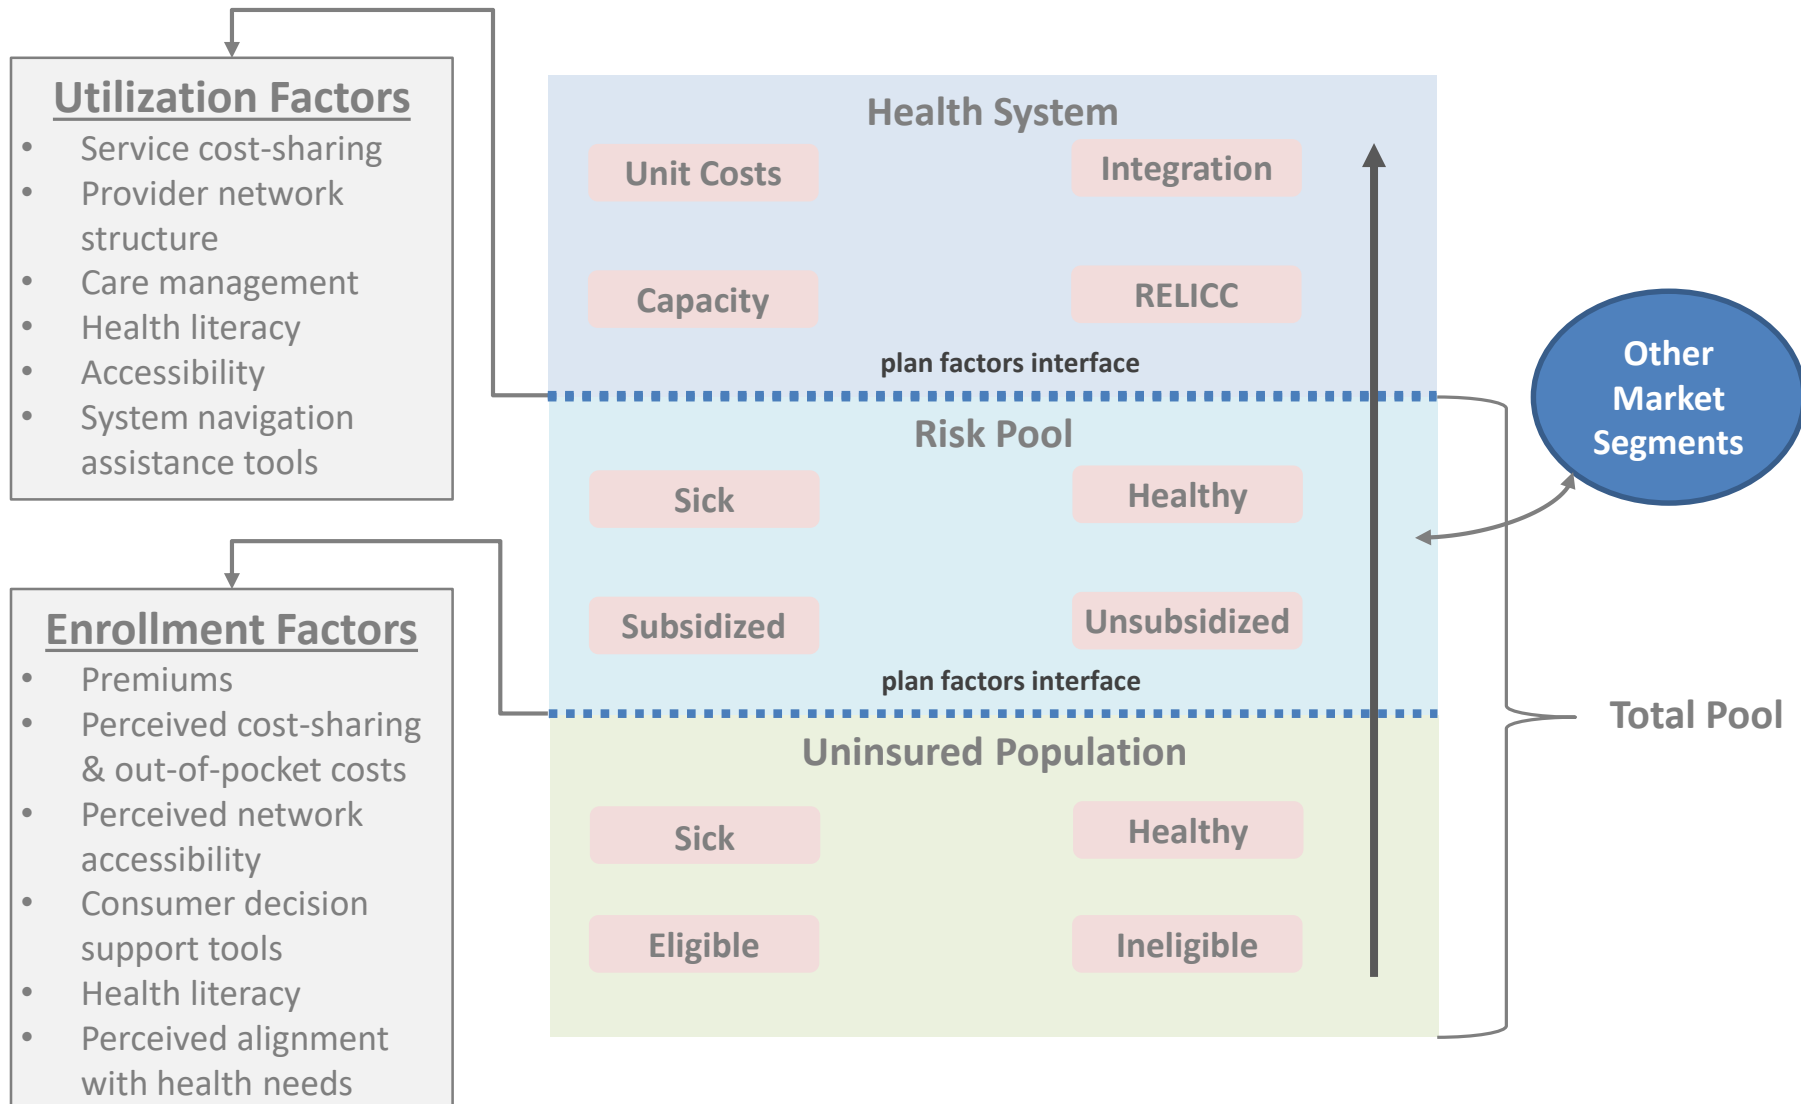 Utilization Factors
• Service cost-sharing
• Provider network
structure
• Care management
• Health literacy
• Accessibility
• System navigation
assistance tools
Enrollment Factors
• Premiums
• Perceived cost-sharing
& out-of-pocket costs
• Perceived network
accessibility
• Consumer decision
support tools
• Health literacy
• Perceived alignment
with health needs
Health System
Unit Costs
Integration
Capacity
RELICC
plan factors interface
Risk Pool
Sick
Healthy
Subsidized
Unsubsidized
plan factors interface
Uninsured Population
Sick
Healthy
Eligible
Ineligible
Other
Market
Segments
Total Pool